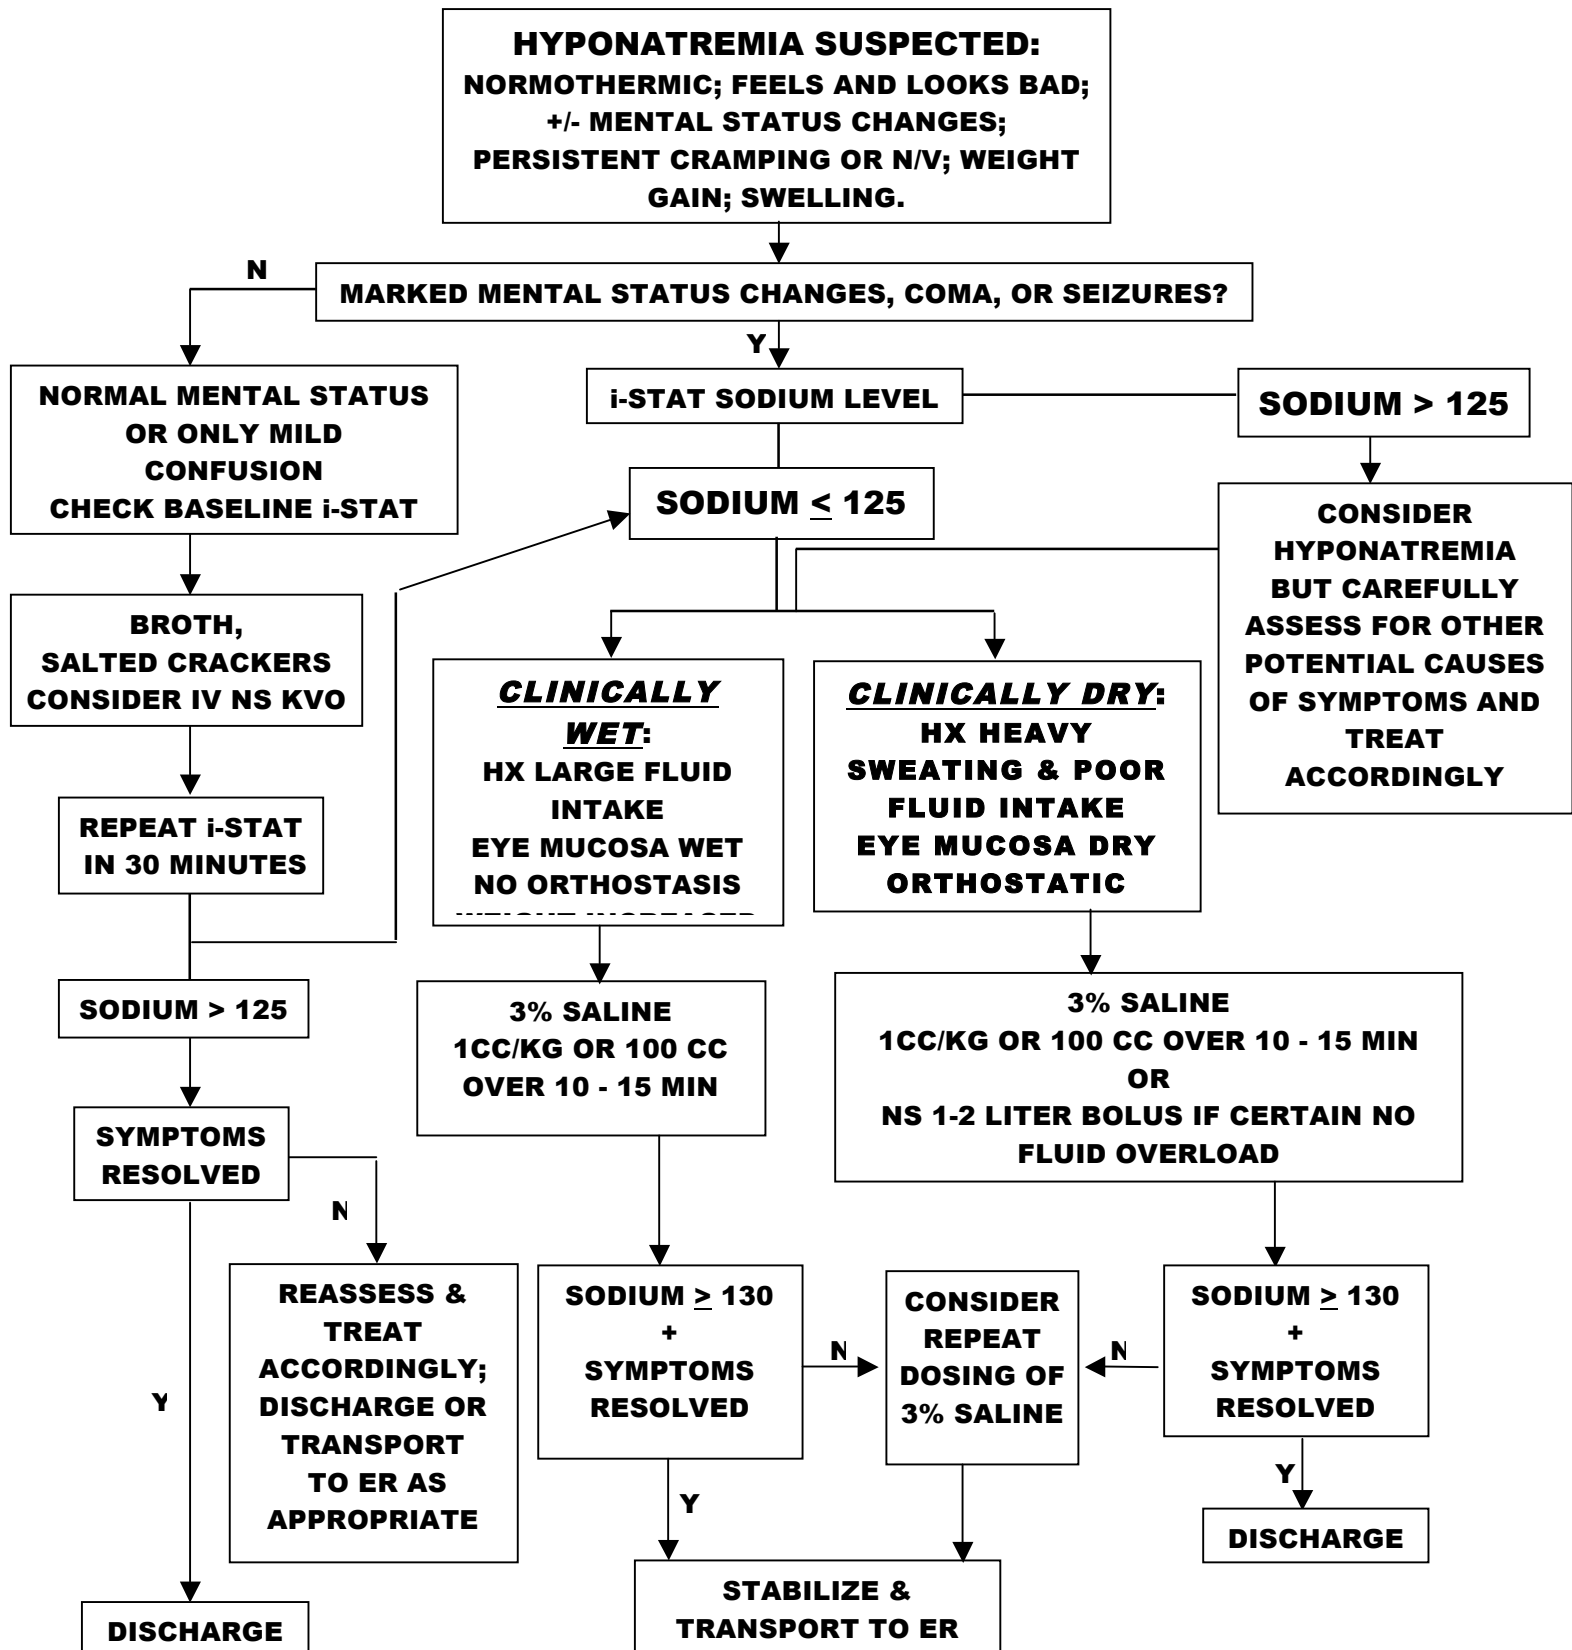 HYPONATREMIA SUSPECTED:
NORMOTHERMIC; FEELS AND LOOKS BAD;
+/- MENTAL STATUS CHANGES;
PERSISTENT CRAMPING OR N/V; WEIGHT
GAIN; SWELLING.
N
MARKED MENTAL STATUS CHANGES, COMA, OR SEIZURES?
Y
NORMAL MENTAL STATUS
OR ONLY MILD
CONFUSION
CHECK BASELINE i-STAT
i-STAT SODIUM LEVEL
SODIUM > 125
SODIUM ≤ 125
CONSIDER
HYPONATREMIA
BUT CAREFULLY
ASSESS FOR OTHER
POTENTIAL CAUSES
OF SYMPTOMS AND
TREAT
ACCORDINGLY
BROTH,
SALTED CRACKERS
CONSIDER IV NS KVO
CLINICALLY
WET:
HX LARGE FLUID
INTAKE
EYE MUCOSA WET
NO ORTHOSTASIS
WEIGHT INCREASED
CLINICALLY DRY:
HX HEAVY
SWEATING & POOR
FLUID INTAKE
EYE MUCOSA DRY
ORTHOSTATIC
REPEAT i-STAT
IN 30 MINUTES
SODIUM > 125
3% SALINE
1CC/KG OR 100 CC
OVER 10 - 15 MIN
3% SALINE
1CC/KG OR 100 CC OVER 10 - 15 MIN
OR
NS 1-2 LITER BOLUS IF CERTAIN NO
FLUID OVERLOAD
SYMPTOMS
RESOLVED
N
REASSESS &
TREAT
ACCORDINGLY;
DISCHARGE OR
TRANSPORT
TO ER AS
APPROPRIATE
Y
SODIUM ≥ 130
+
SYMPTOMS
RESOLVED
N
CONSIDER
REPEAT
DOSING OF
3% SALINE
N
SODIUM ≥ 130
+
SYMPTOMS
RESOLVED
Y
Y
DISCHARGE
STABILIZE &
TRANSPORT TO ER
DISCHARGE